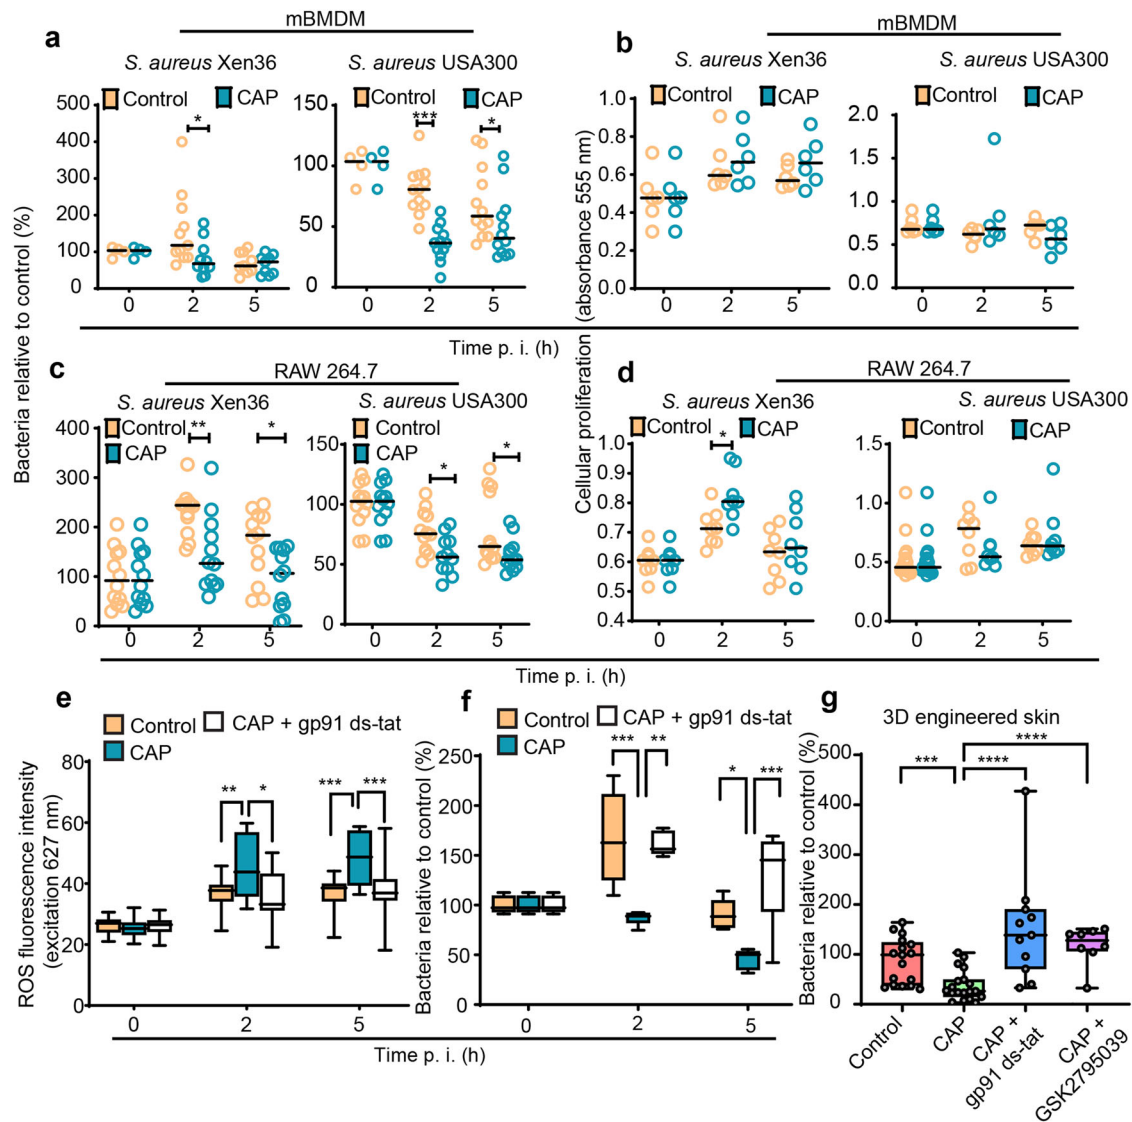 a
mBMDM
S. aureus Xen36
S. aureus USA300
Control
CAP
Control
CAP
500
400
300
200
100
0
0
2
5
*
150
100
50
0
0
2
5
***
*
b
mBMDM
S. aureus Xen36
S. aureus USA300
Control
CAP
Control
CAP
1.0
0.8
0.6
0.4
0.2
0.0
0
2
5
2.0
1.5
1.0
0.5
0.0
0
2
5
Bacteria relative to control (%)
Cellular proliferation (absorbance 555 nm)
Time p. i. (h)
c
RAW 264.7
S. aureus Xen36
S. aureus USA300
Control
CAP
Control
CAP
400
300
200
100
0
0
2
5
**
*
150
100
50
0
0
2
5
*
*
d
RAW 264.7
S. aureus Xen36
S. aureus USA300
Control
CAP
Control
CAP
1.0
0.8
0.7
0.6
0.5
0.4
0
2
5
*
1.5
1.0
0.5
0.0
0
2
5
Time p. i. (h)
e
Control
CAP + gp91 ds-tat
CAP
ROS fluorescence intensity
(excitation 627 nm)
80
60
40
20
0
0
2
5
**
*
***
***
f
Control
CAP + gp91 ds-tat
CAP
Bacteria relative to control (%)
250
200
150
100
50
0
0
2
5
***
**
*
***
Time p. i. (h)
g
3D engineered skin
Bacteria relative to control (%)
500
400
300
200
100
0
***
****
****
Control
CAP
CAP +
gp91 ds-tat
CAP +
GSK2795039